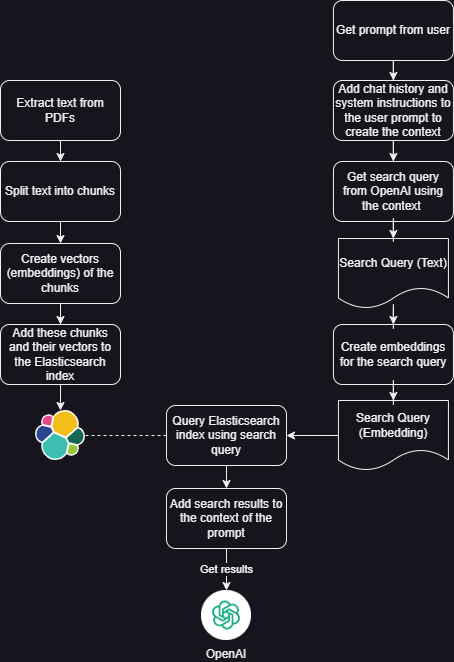 Get prompt from user
Add chat history and
system instructions to
the user prompt to
create the context
Extract text from
PDFs
Split text into chunks
Get search query
from OpenAI using
the context
Create vectors
(embeddings) of the
chunks
Search Query (Text)
Add these chunks
and their vectors to
the Elasticsearch
index
Create embeddings
for the search query
Query Elasticsearch
index using search
query
Search Query
(Embedding)
Add search results to
the context of the
prompt
Get results
OpenAI